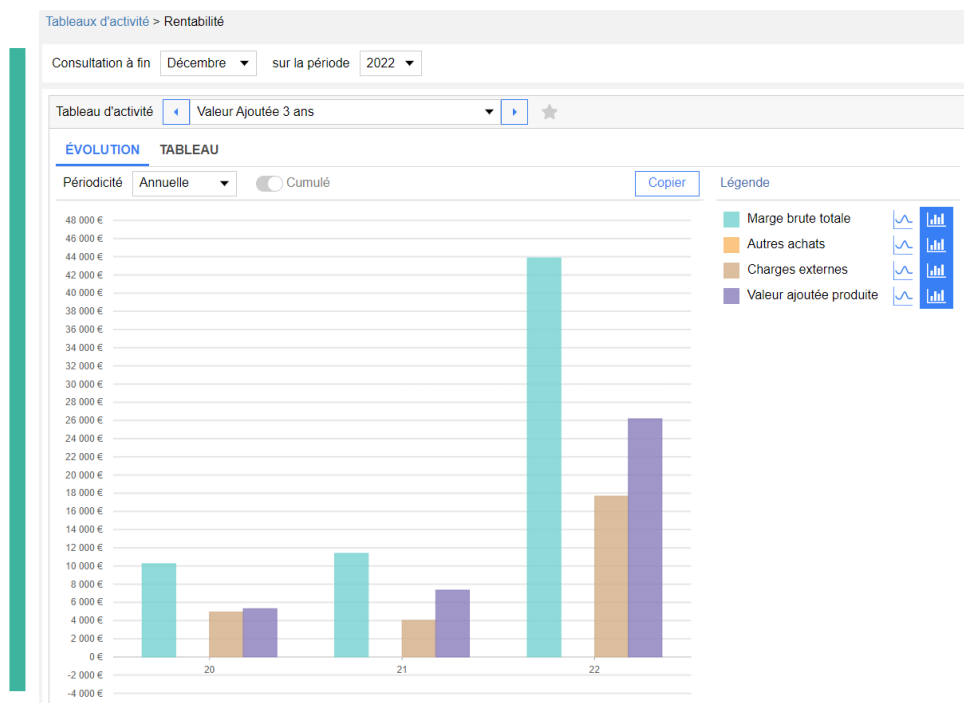 Tableaux d'activité > Rentabilité
Consultation à fin Décembre sur la période 2022
Tableau d'activité Valeur Ajoutée 3 ans
ÉVOLUTION TABLEAU
Périodicité Annuelle Cumulé Copier Légende
Marge brute totale
Autres achats
Charges externes
Valeur ajoutée produite
48 000 €
46 000 €
44 000 €
42 000 €
40 000 €
38 000 €
36 000 €
34 000 €
32 000 €
30 000 €
28 000 €
26 000 €
24 000 €
22 000 €
20 000 €
18 000 €
16 000 €
14 000 €
12 000 €
10 000 €
8 000 €
6 000 €
4 000 €
2 000 €
0 €
-2 000 €
-4 000 €
20 21 22